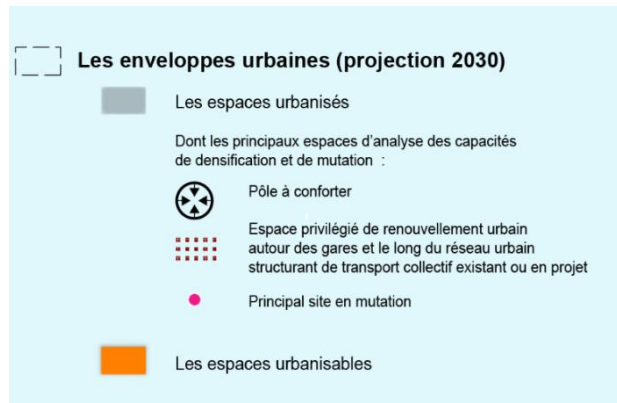 Les enveloppes urbaines (projection 2030)
Les espaces urbanisés
Dont les principaux espaces d'analyse des capacités
de densification et de mutation :
Pôle à conforter
Espace privilégié de renouvellement urbain
autour des gares et le long du réseau urbain
structurant de transport collectif existant ou en projet
Principal site en mutation
Les espaces urbanisables